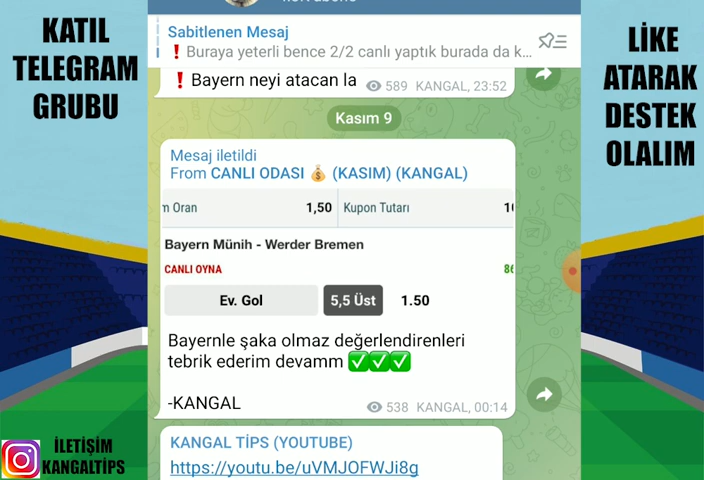 KATIL
TELEGRAM
GRUBU
LİKE
ATARAK
DESTEK
OLALIM
Sabitlenen Mesaj
❗ Buraya yeterli bence 2/2 canlı yaptık burada da k...
❗ Bayern neyi atacan la 589 KANGAL, 23:52
Kasım 9
Mesaj iletildi
From CANLI ODASI 💰 (KASIM) (KANGAL)
Oran 1,50 Kupon Tutarı
Bayern Münih - Werder Bremen
CANLI OYNA
Ev. Gol 5,5 Üst 1.50
Bayernle şaka olmaz değerlendirenleri
tebrik ederim devamm ✅✅✅
-KANGAL 538 KANGAL, 00:14
KANGAL TİPS (YOUTUBE)
https://youtu.be/uVMJOFWJi8g
İLETİŞİM
KANGALTİPS